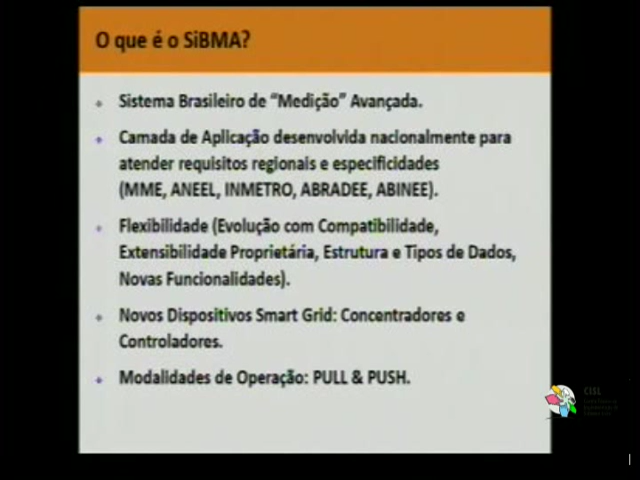 O que é o SiBMA?
Sistema Brasileiro de “Medição” Avançada.
Camada de Aplicação desenvolvida nacionalmente para
atender requisitos regionais e especificidades
(MME, ANEEL, INMETRO, ABRADEE, ABINEE).
Flexibilidade (Evolução com Compatibilidade,
Extensibilidade Proprietária, Estrutura e Tipos de Dados,
Novas Funcionalidades).
Novos Dispositivos Smart Grid: Concentradores e
Controladores.
Modalidades de Operação: PULL & PUSH.
CISL